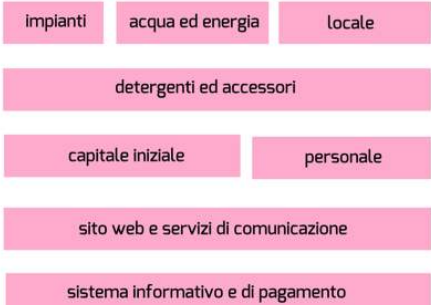 impianti acqua ed energia locale
detergenti ed accessori
capitale iniziale personale
sito web e servizi di comunicazione
sistema informativo e di pagamento